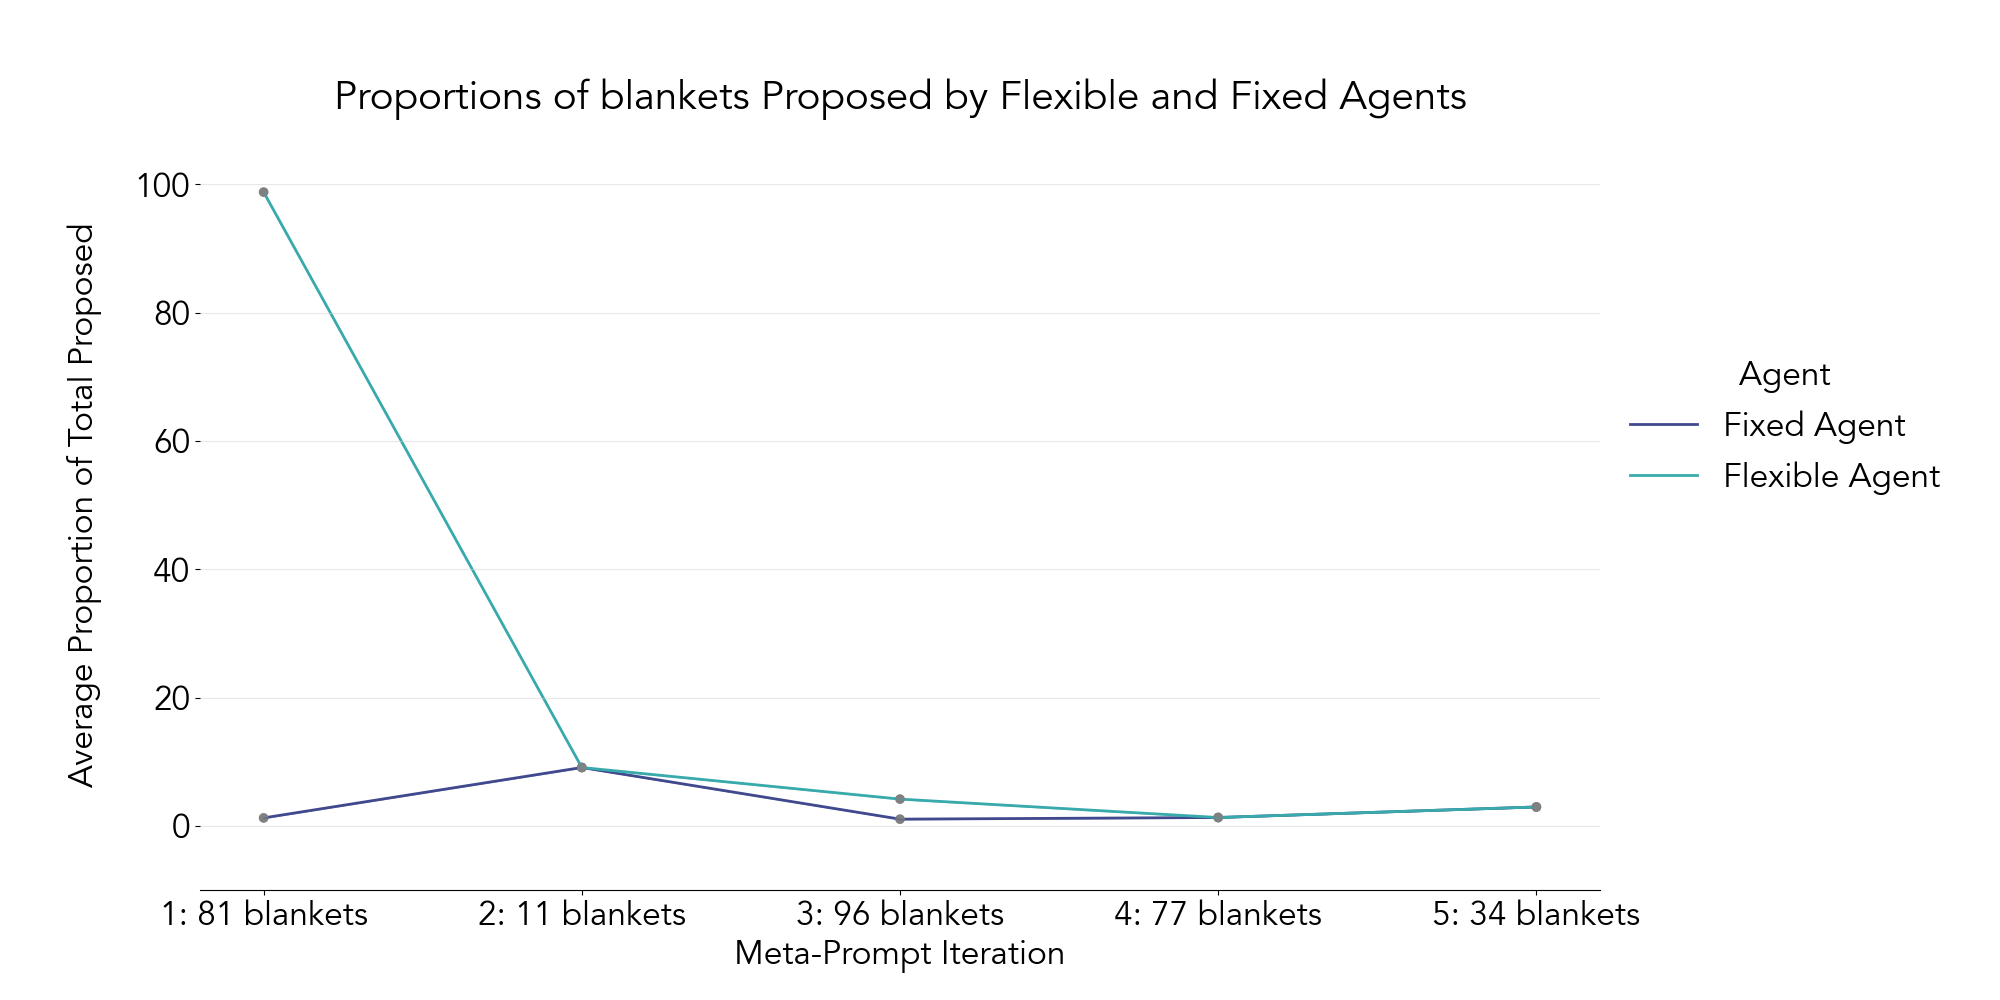 Proportions of blankets Proposed by Flexible and Fixed Agents
Average Proportion of Total Proposed
100
80
60
40
20
0
1: 81 blankets
2: 11 blankets
3: 96 blankets
4: 77 blankets
5: 34 blankets
Meta-Prompt Iteration
Agent
Fixed Agent
Flexible Agent